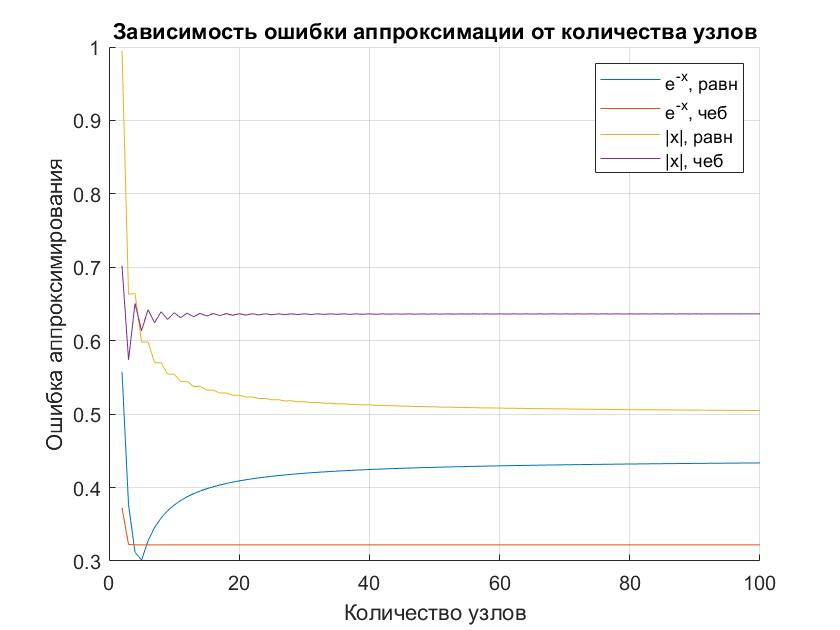 Зависимость ошибки аппроксимации от количества узлов
1
0.9
0.8
0.7
0.6
0.5
0.4
0.3
Ошибка аппроксимирования
e^-x, равн
e^-x, чеб
|x|, равн
|x|, чеб
0 20 40 60 80 100
Количество узлов